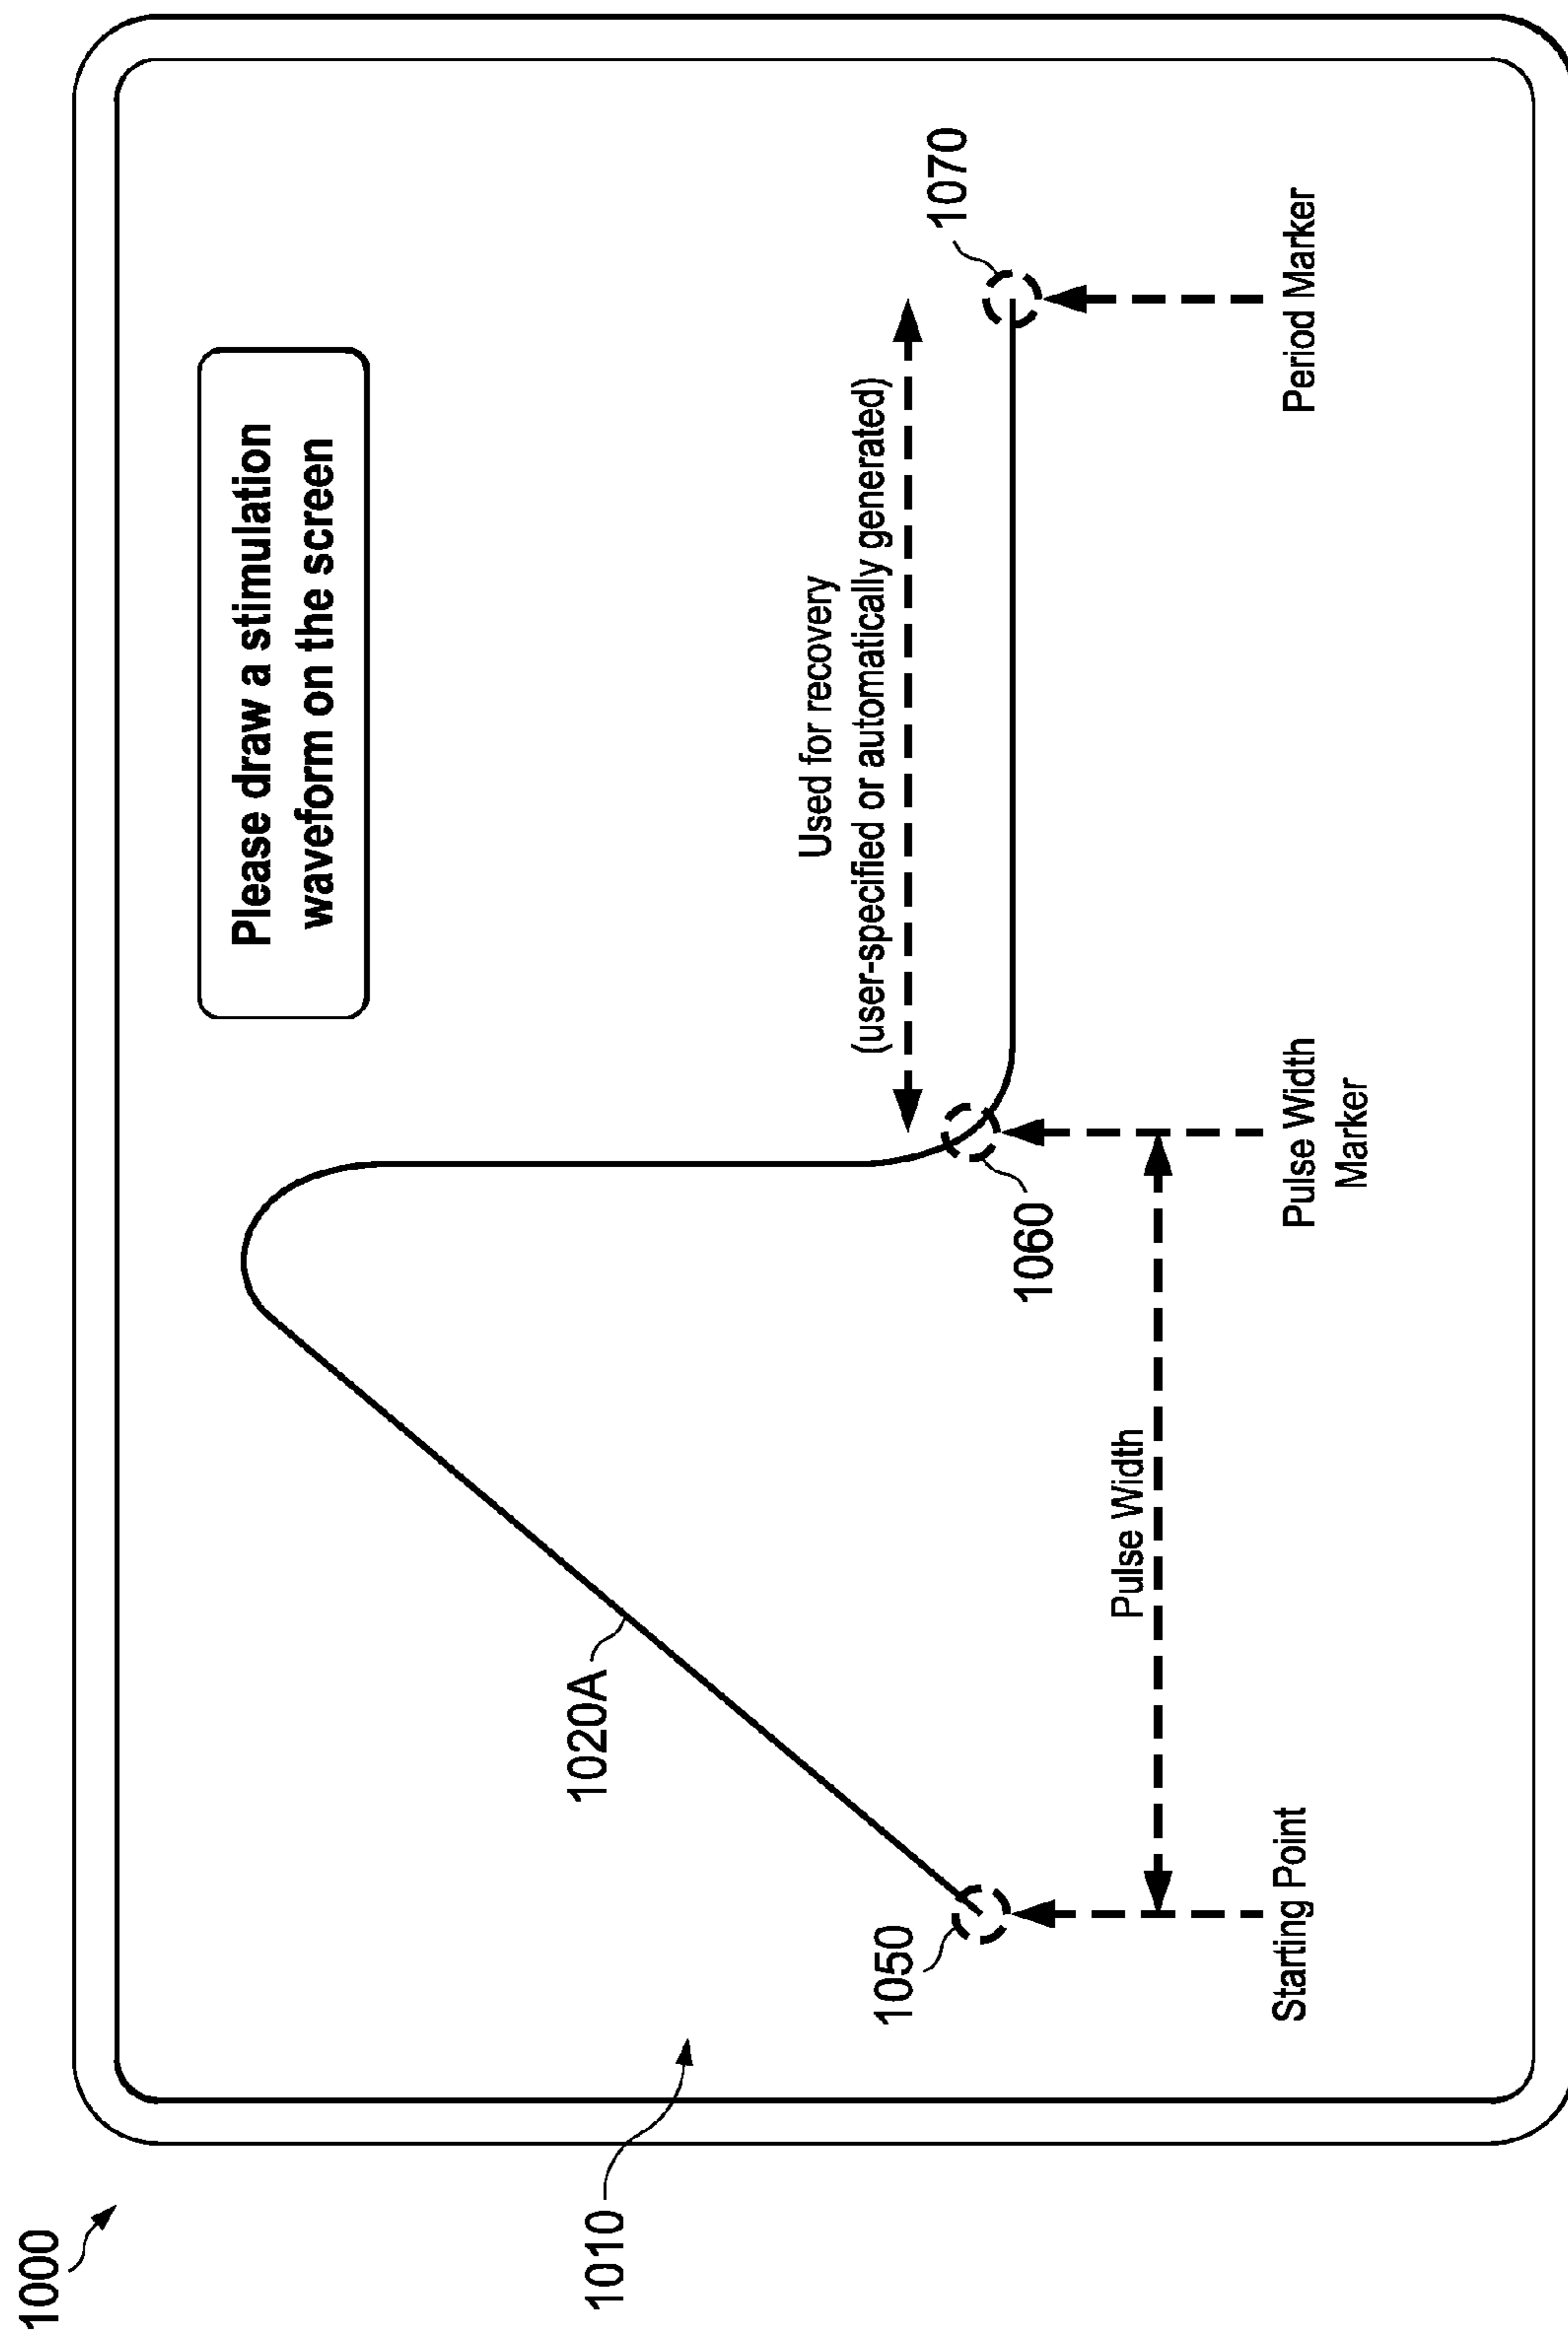 1000
1010
Please draw a stimulation
waveform on the screen
1020A
Used for recovery
(user-specified or automatically generated)
1050
1060
1070
Pulse Width
Starting Point
Pulse Width
Marker
Period Marker